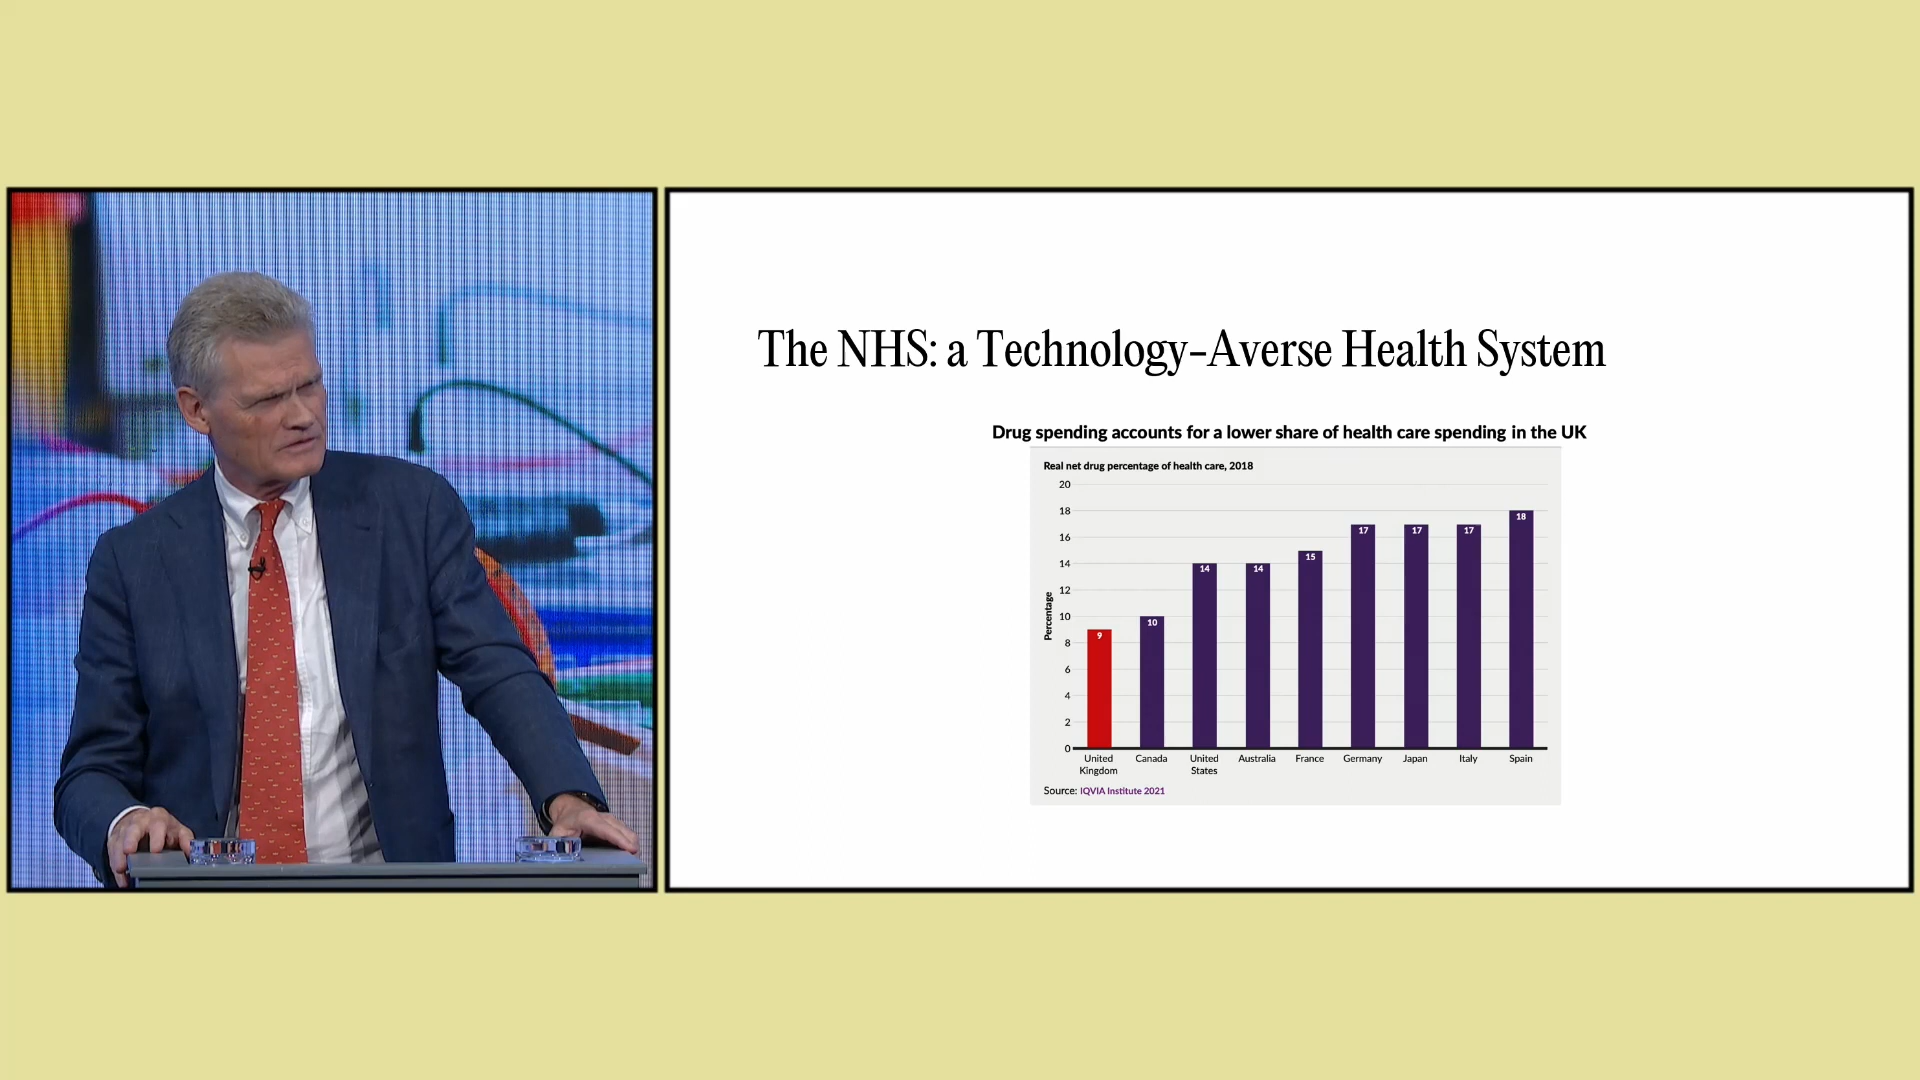 The NHS: a Technology-Averse Health System
Drug spending accounts for a lower share of health care spending in the UK
Real net drug percentage of health care, 2018
Percentage
20
18
16
14
12
10
8
6
4
2
0
9
10
14
14
15
17
17
17
18
United Kingdom
Canada
United States
Australia
France
Germany
Japan
Italy
Spain
Source: IQVIA Institute 2021